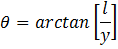 θ = arctan [l/y]